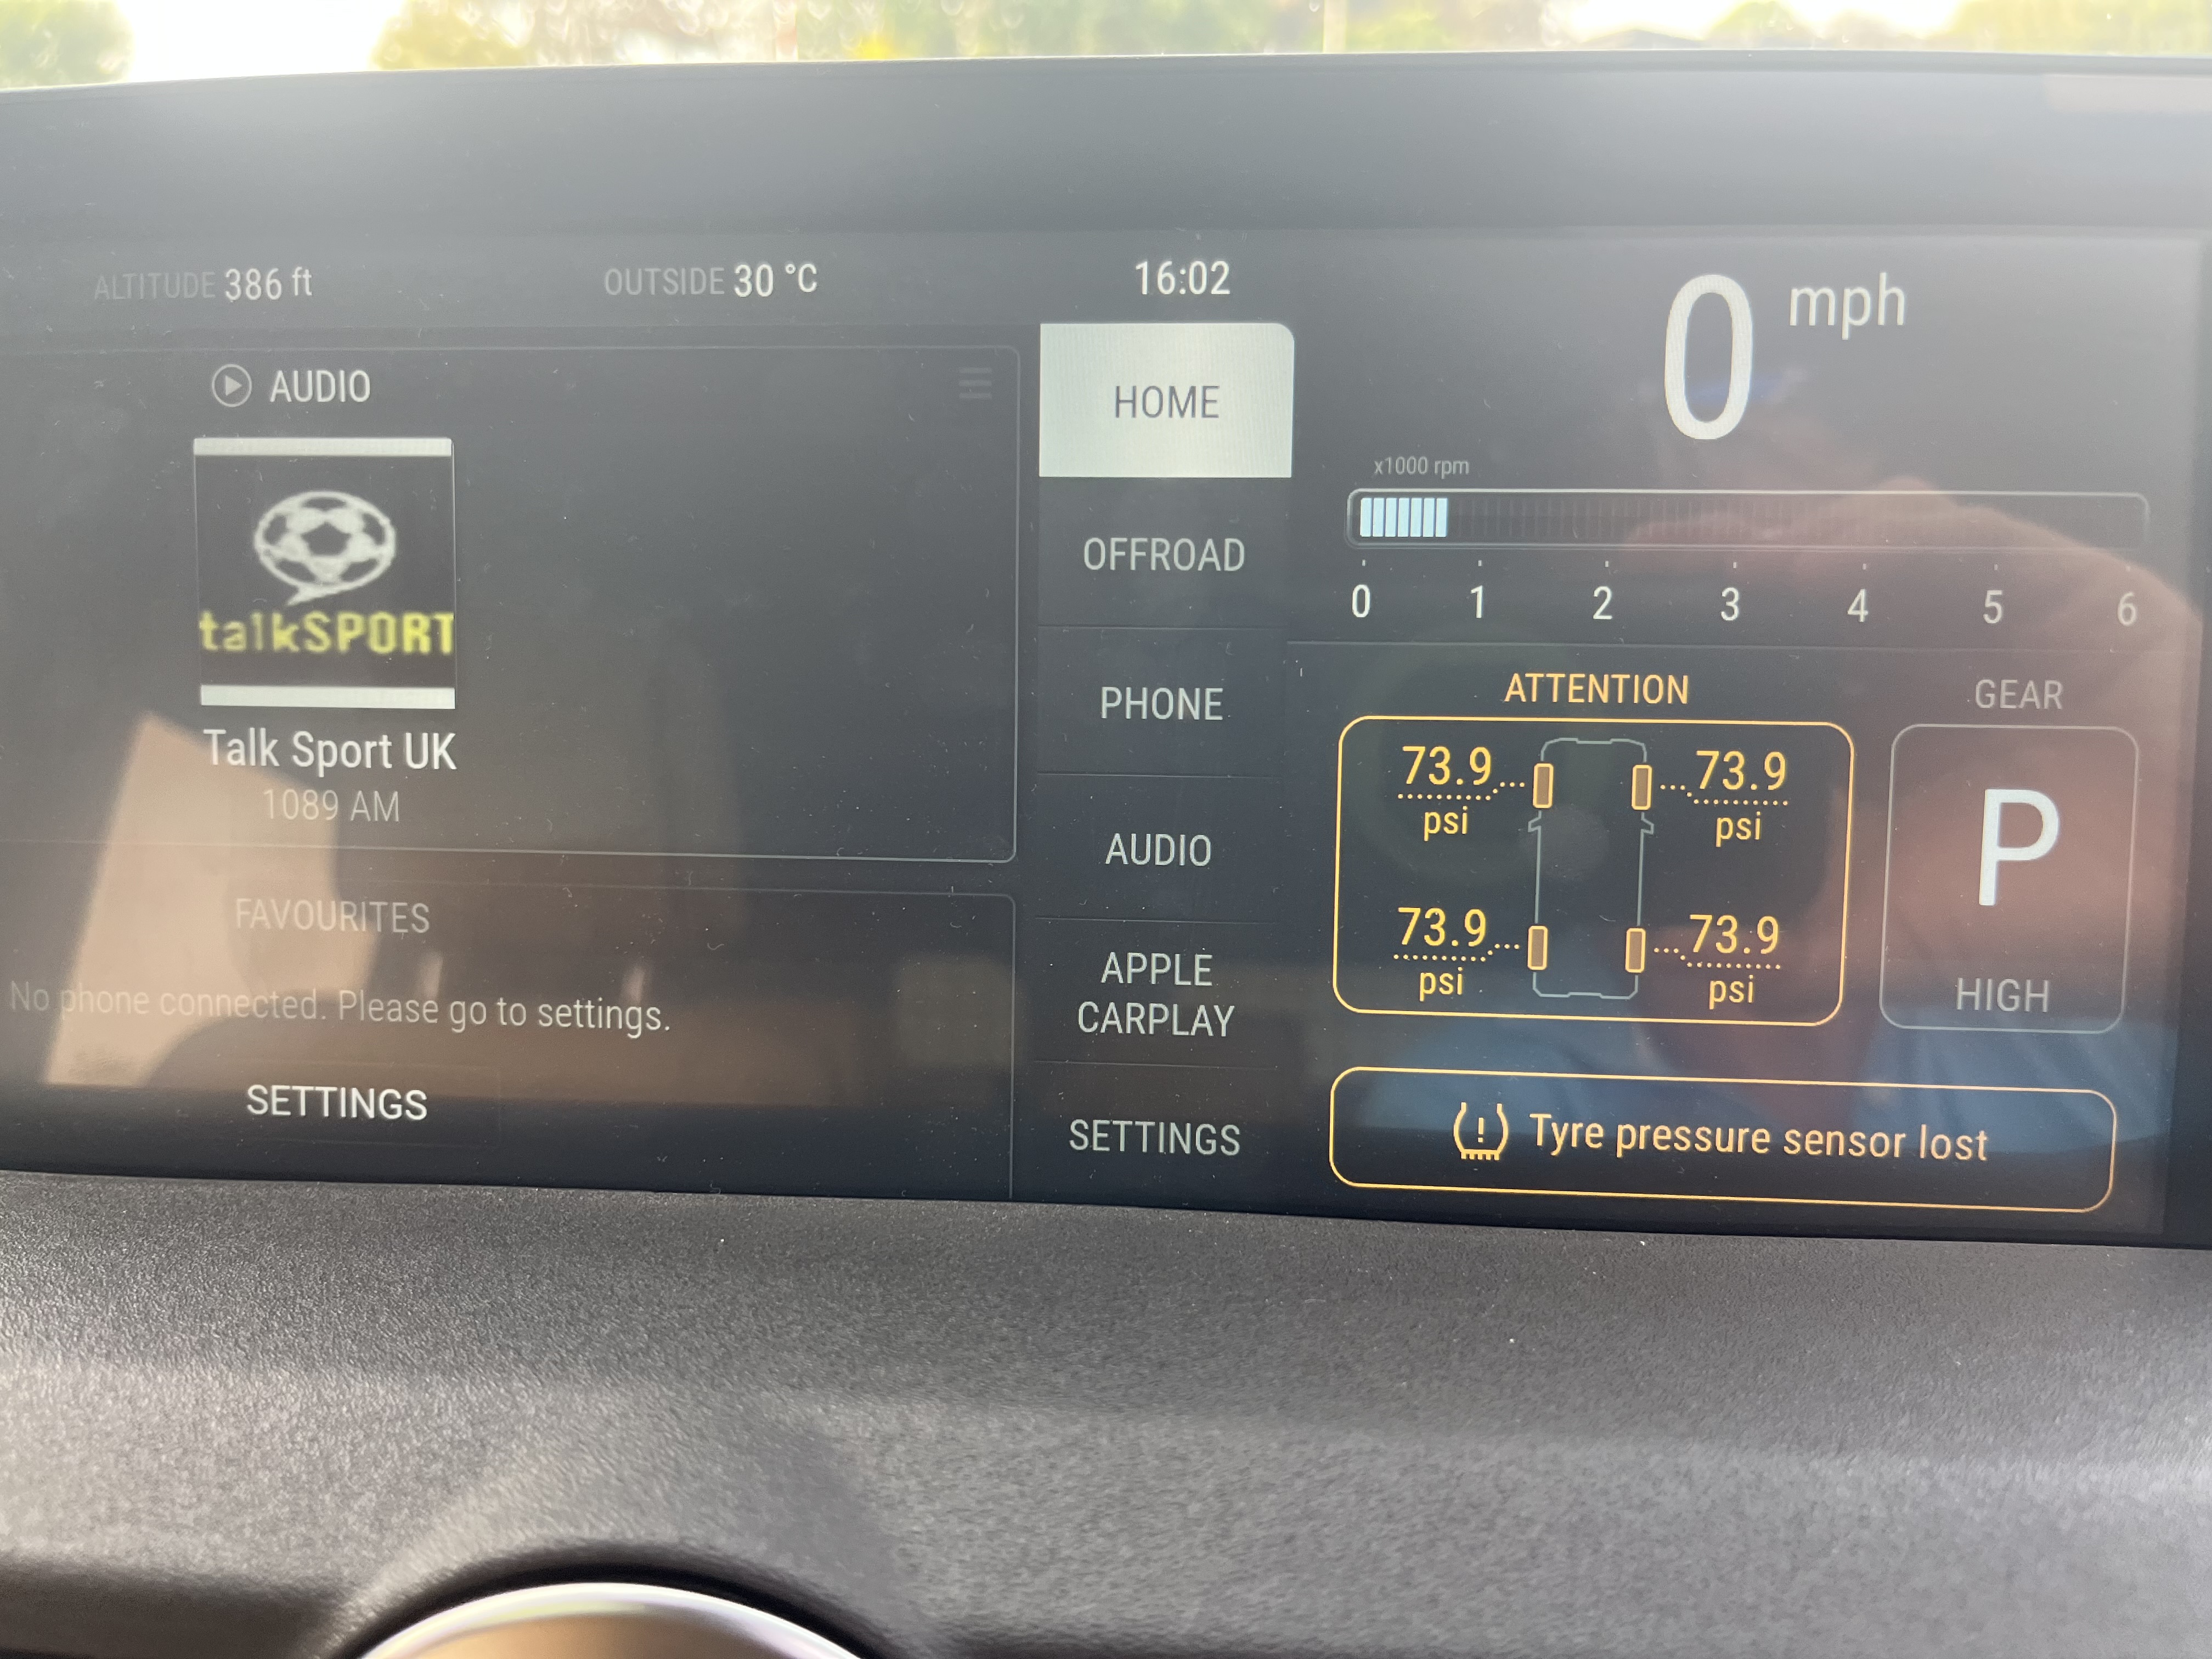 ALTITUDE 386 ft
OUTSIDE 30 °C
16:02
AUDIO
talkSPORT
Talk Sport UK
1089 AM
FAVOURITES
No phone connected. Please go to settings.
SETTINGS
HOME
OFFROAD
PHONE
AUDIO
APPLE
CARPLAY
SETTINGS
0 mph
x1000 rpm
0 1 2 3 4 5 6
ATTENTION
73.9 73.9
psi psi
73.9 73.9
psi psi
GEAR
P
HIGH
Tyre pressure sensor lost